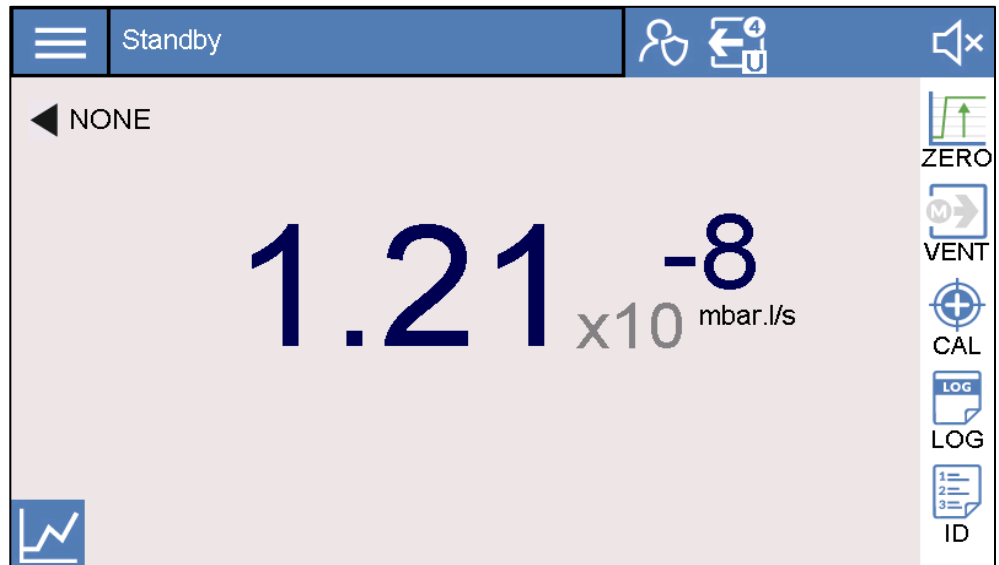 Standby
4
U
NONE
ZERO
M
VENT
1.21 x10 -8 mbar.l/s
CAL
LOG
LOG
1
2
3
ID